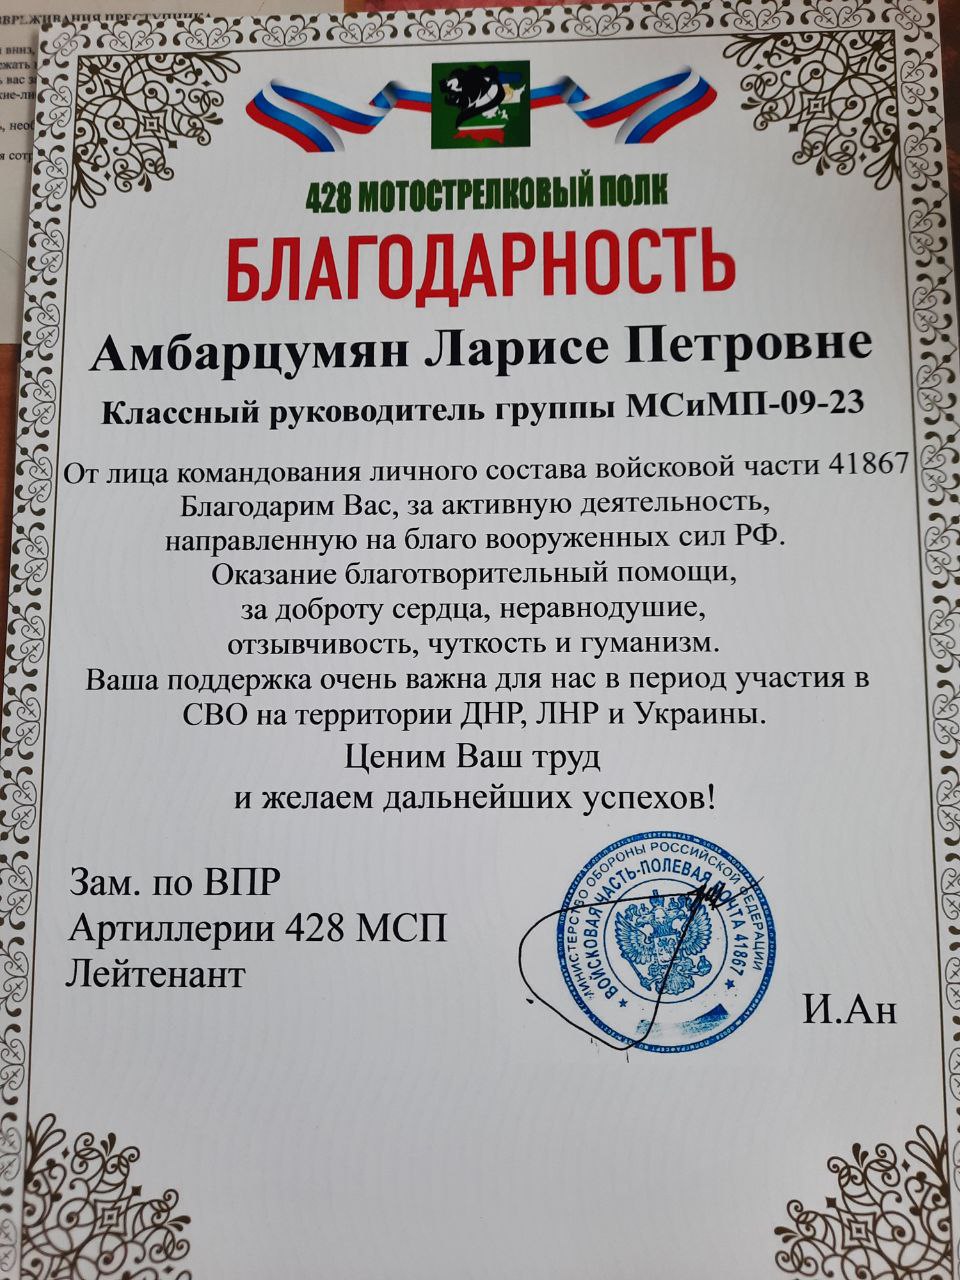 428 МОТОСТРЕЛКОВЫЙ ПОЛК
БЛАГОДАРНОСТЬ
Амбарцумян Ларисе Петровне
Классный руководитель группы МСиМП-09-23
От лица командования личного состава войсковой части 41867
Благодарим Вас, за активную деятельность,
направленную на благо вооруженных сил РФ.
Оказание благотворительный помощи,
за доброту сердца, неравнодушие,
отзывчивость, чуткость и гуманизм.
Ваша поддержка очень важна для нас в период участия в
СВО на территории ДНР, ЛНР и Украины.
Ценим Ваш труд
и желаем дальнейших успехов!
Зам. по ВПР
Артиллерии 428 МСП
Лейтенант
И.Ан
МИНИСТЕРСТВО ОБОРОНЫ РОССИЙСКОЙ ФЕДЕРАЦИИ
ВОЙСКОВАЯ ЧАСТЬ-ПОЛЕВАЯ ПОЧТА 41867